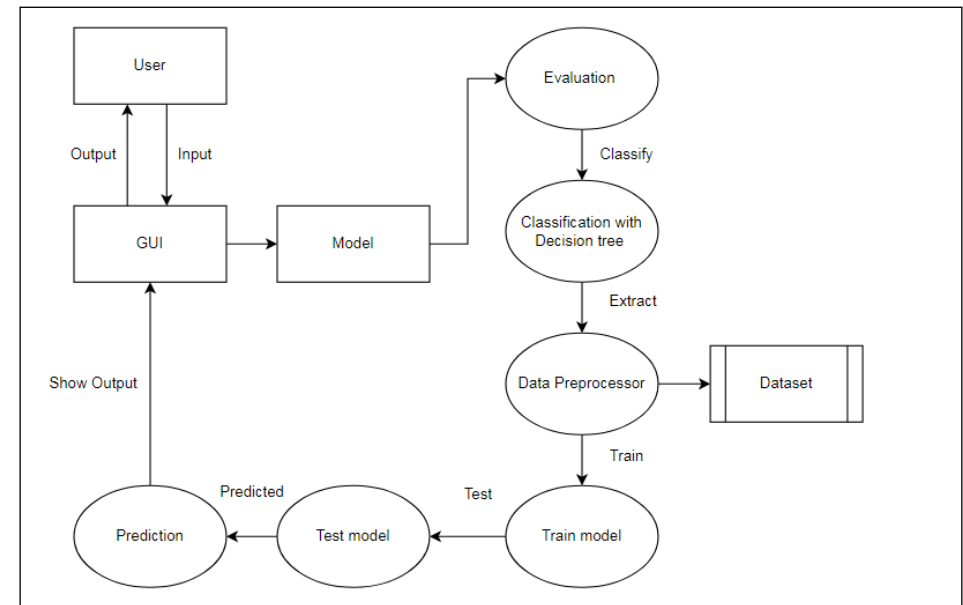 User
Evaluation
Output
Input
Classify
GUI
Model
Classification with
Decision tree
Extract
Show Output
Data Preprocessor
Dataset
Train
Predicted
Test
Prediction
Test model
Train model